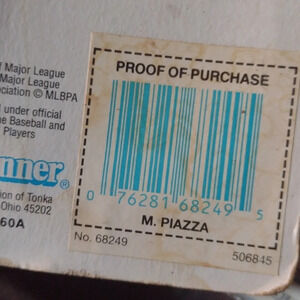 Major League
Major League
ociation © MLBPA
under official
Baseball and
Players
nner®
ion of Tonka
Ohio 45202
60A
PROOF OF PURCHASE
0 76281 68249 5
M. PIAZZA
No. 68249
506845